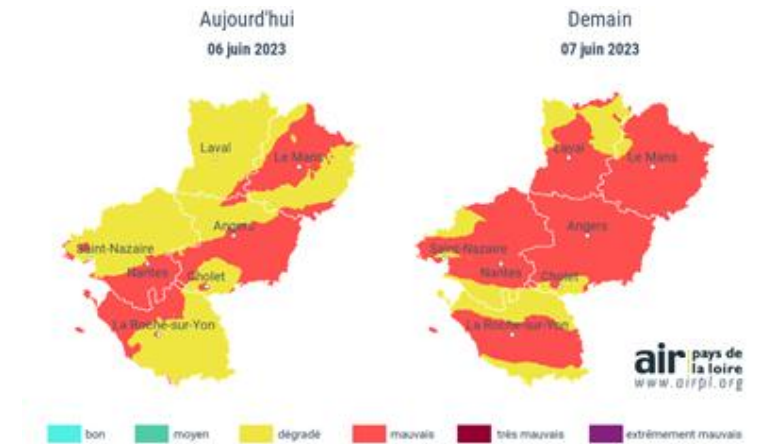 Aujourd'hui
06 juin 2023
Laval
Le Mans
Angers
Saint-Nazaire
Nantes
Cholet
La Roche-sur-Yon
Demain
07 juin 2023
Laval
Le Mans
Angers
Saint-Nazaire
Nantes
Cholet
La Roche-sur-Yon
air pays de
la loire
www.airpl.org
bon moyen dégradé mauvais très mauvais extrêmement mauvais